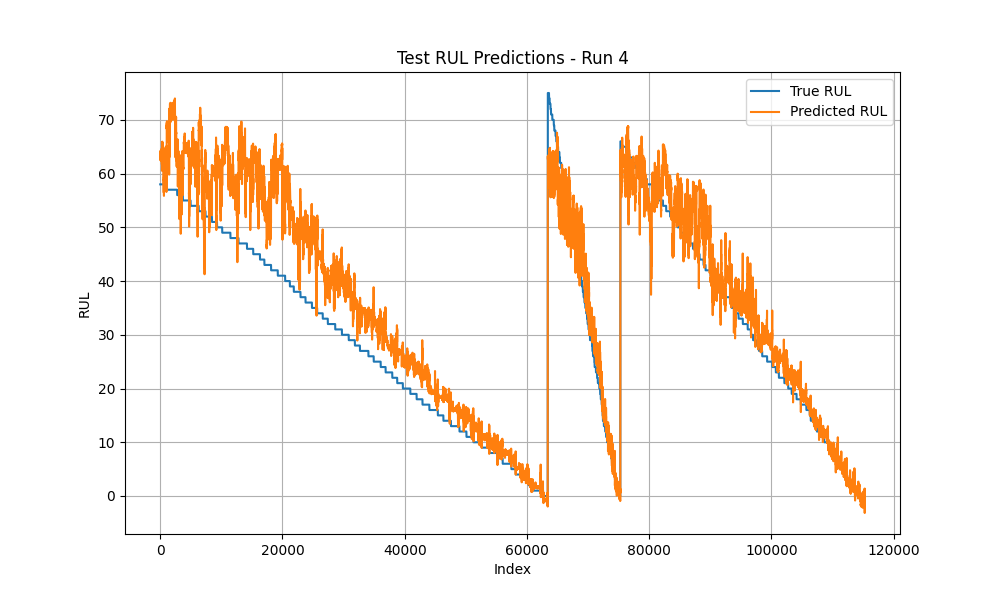 Test RUL Predictions - Run 4
True RUL
Predicted RUL
RUL
70
60
50
40
30
20
10
0
0 20000 40000 60000 80000 100000 120000
Index